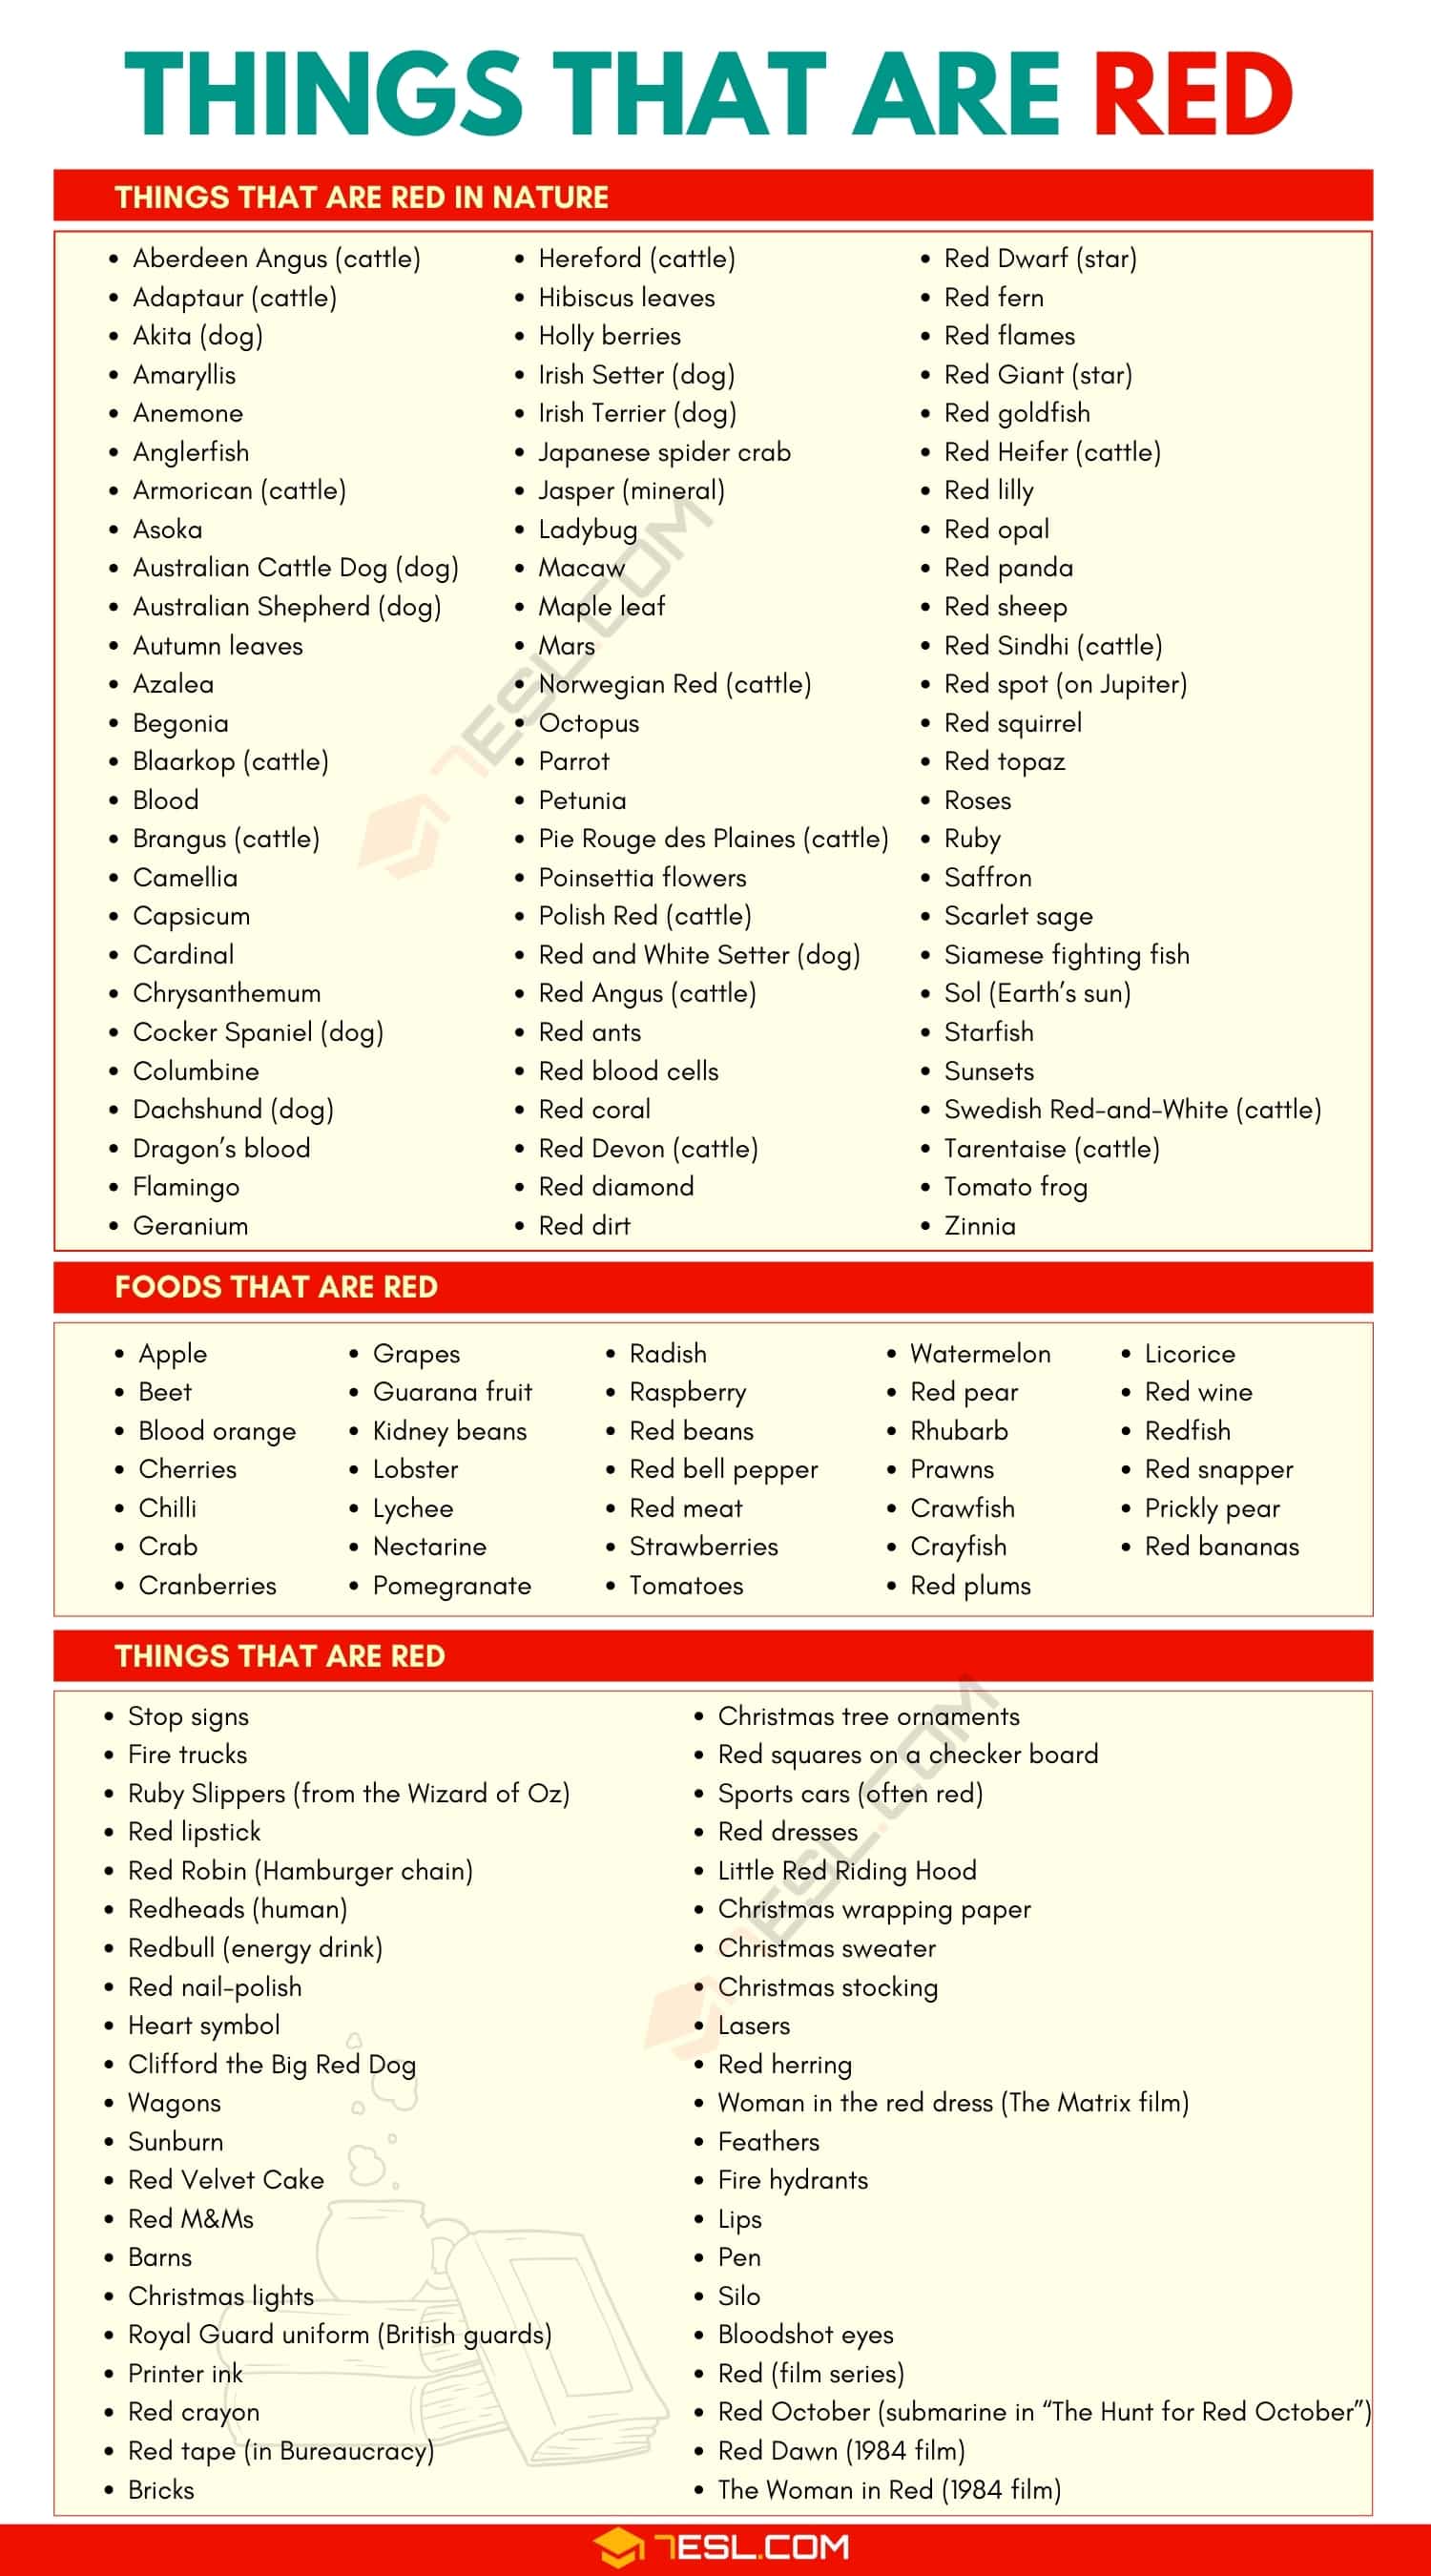 THINGS THAT ARE RED
THINGS THAT ARE RED IN NATURE
Aberdeen Angus (cattle)
Adaptaur (cattle)
Akita (dog)
Amaryllis
Anemone
Anglerfish
Armorican (cattle)
Asoka
Australian Cattle Dog (dog)
Australian Shepherd (dog)
Autumn leaves
Azalea
Begonia
Blaarkop (cattle)
Blood
Brangus (cattle)
Camellia
Capsicum
Cardinal
Chrysanthemum
Cocker Spaniel (dog)
Columbine
Dachshund (dog)
Dragon's blood
Flamingo
Geranium
Hereford (cattle)
Hibiscus leaves
Holly berries
Irish Setter (dog)
Irish Terrier (dog)
Japanese spider crab
Jasper (mineral)
Ladybug
Macaw
Maple leaf
Mars
Norwegian Red (cattle)
Octopus
Parrot
Petunia
Pie Rouge des Plaines (cattle)
Poinsettia flowers
Polish Red (cattle)
Red and White Setter (dog)
Red Angus (cattle)
Red ants
Red blood cells
Red coral
Red Devon (cattle)
Red diamond
Red dirt
Red Dwarf (star)
Red fern
Red flames
Red Giant (star)
Red goldfish
Red Heifer (cattle)
Red lilly
Red opal
Red panda
Red sheep
Red Sindhi (cattle)
Red spot (on Jupiter)
Red squirrel
Red topaz
Roses
Ruby
Saffron
Scarlet sage
Siamese fighting fish
Sol (Earth's sun)
Starfish
Sunsets
Swedish Red-and-White (cattle)
Tarentaise (cattle)
Tomato frog
Zinnia
7ESL.COM
FOODS THAT ARE RED
Apple
Beet
Blood orange
Cherries
Chilli
Crab
Cranberries
Grapes
Guarana fruit
Kidney beans
Lobster
Lychee
Nectarine
Pomegranate
Radish
Raspberry
Red beans
Red bell pepper
Red meat
Strawberries
Tomatoes
Watermelon
Red pear
Rhubarb
Prawns
Crawfish
Crayfish
Red plums
Licorice
Red wine
Redfish
Red snapper
Prickly pear
Red bananas
THINGS THAT ARE RED
Stop signs
Fire trucks
Ruby Slippers (from the Wizard of Oz)
Red lipstick
Red Robin (Hamburger chain)
Redheads (human)
Redbull (energy drink)
Red nail-polish
Heart symbol
Clifford the Big Red Dog
Wagons
Sunburn
Red Velvet Cake
Red M&Ms
Barns
Christmas lights
Royal Guard uniform (British guards)
Printer ink
Red crayon
Red tape (in Bureaucracy)
Bricks
Christmas tree ornaments
Red squares on a checker board
Sports cars (often red)
Red dresses
Little Red Riding Hood
Christmas wrapping paper
Christmas sweater
Christmas stocking
Lasers
Red herring
Woman in the red dress (The Matrix film)
Feathers
Fire hydrants
Lips
Pen
Silo
Bloodshot eyes
Red (film series)
Red October (submarine in “The Hunt for Red October”)
Red Dawn (1984 film)
The Woman in Red (1984 film)
7ESL.COM
7ESL.COM